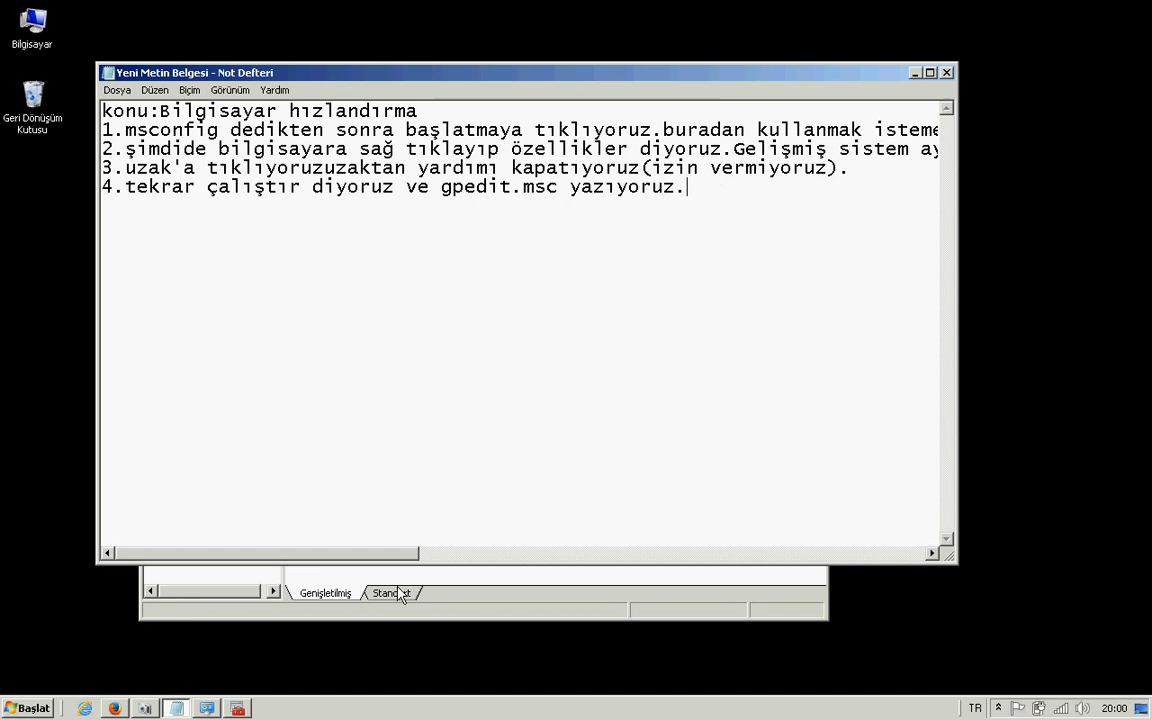 Bilgisayar
Geri Dönüşüm
Kutusu
Yeni Metin Belgesi - Not Defteri
Dosya Düzen Biçim Görünüm Yardım
konu:Bilgisayar hızlandırma
1.msconfig dedikten sonra başlatmaya tıklıyoruz.buradan kullanmak isteme
2.şimdide bilgisayara sağ tıklayıp özellikler diyoruz.Gelişmiş sistem ay
3.uzak'a tıklıyoruzuzaktan yardımı kapatıyoruz(izin vermiyoruz).
4.tekrar çalıştır diyoruz ve gpedit.msc yazıyoruz.
Genişletilmiş Standart
Başlat TR 20:00